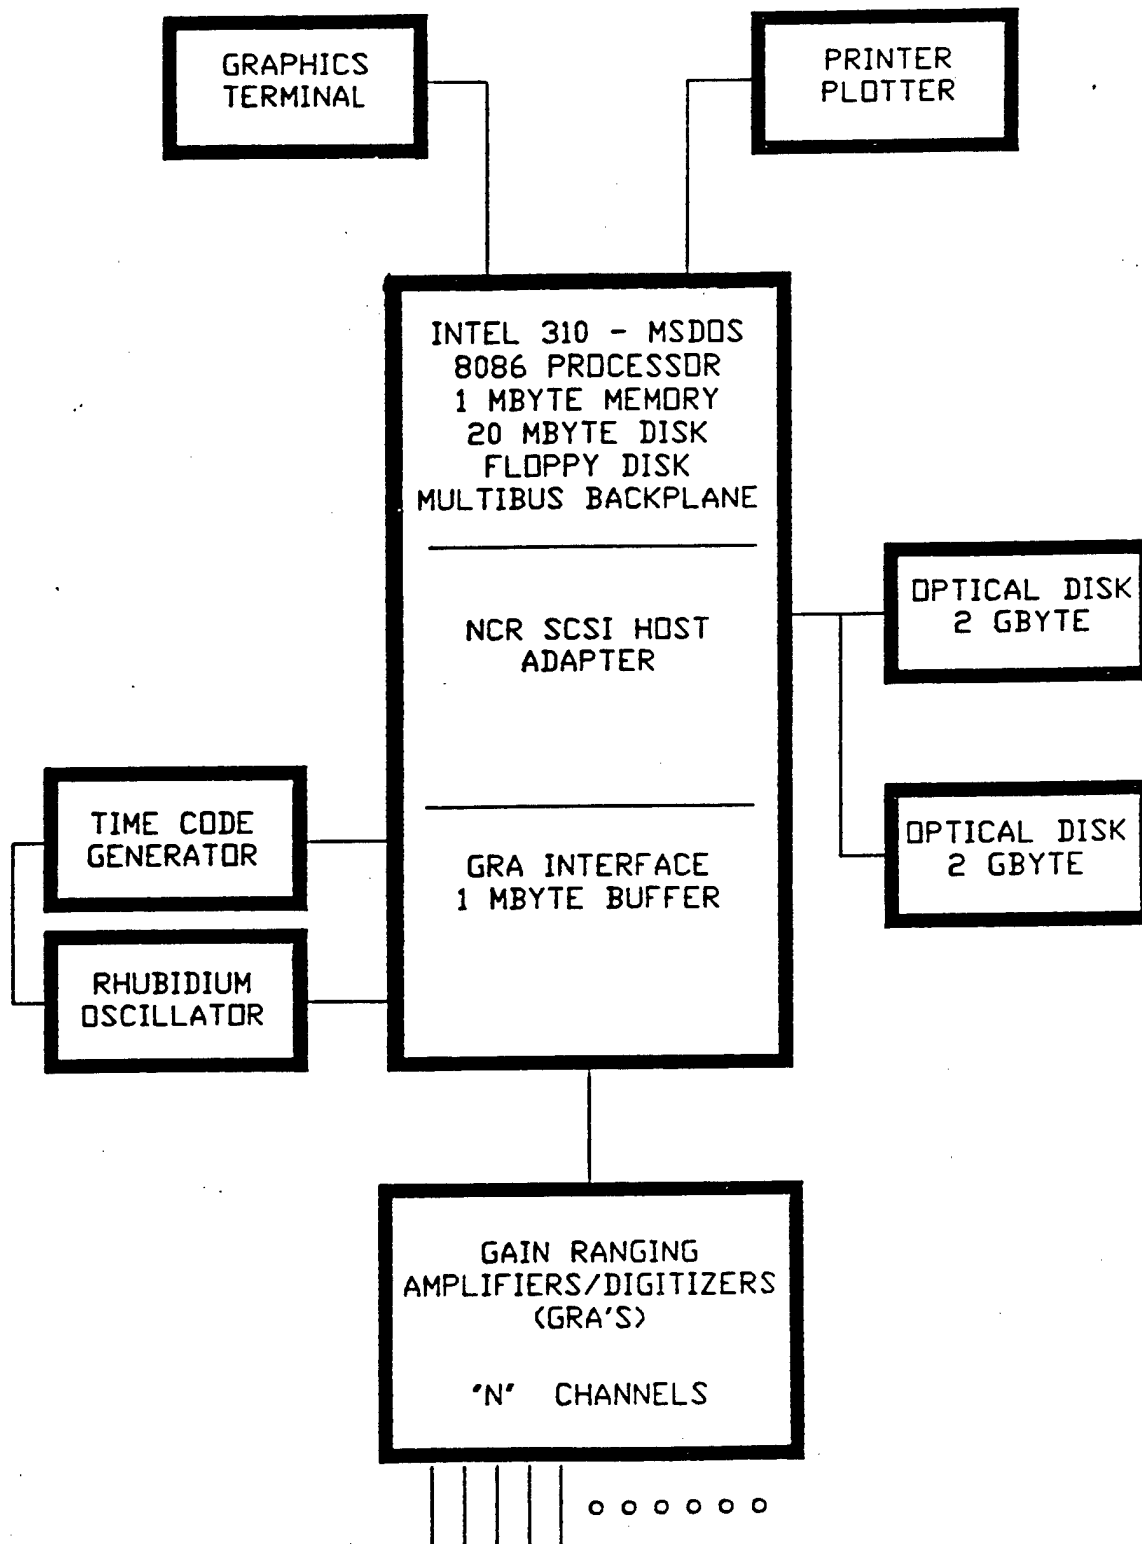 GRAPHICS
TERMINAL
PRINTER
PLOTTER
INTEL 310 - MSDOS
8086 PROCESSOR
1 MBYTE MEMORY
20 MBYTE DISK
FLOPPY DISK
MULTIBUS BACKPLANE
NCR SCSI HOST
ADAPTER
OPTICAL DISK
2 GBYTE
OPTICAL DISK
2 GBYTE
TIME CODE
GENERATOR
RHUBIDIUM
OSCILLATOR
GRA INTERFACE
1 MBYTE BUFFER
GAIN RANGING
AMPLIFIERS/DIGITIZERS
(GRA'S)
"N" CHANNELS